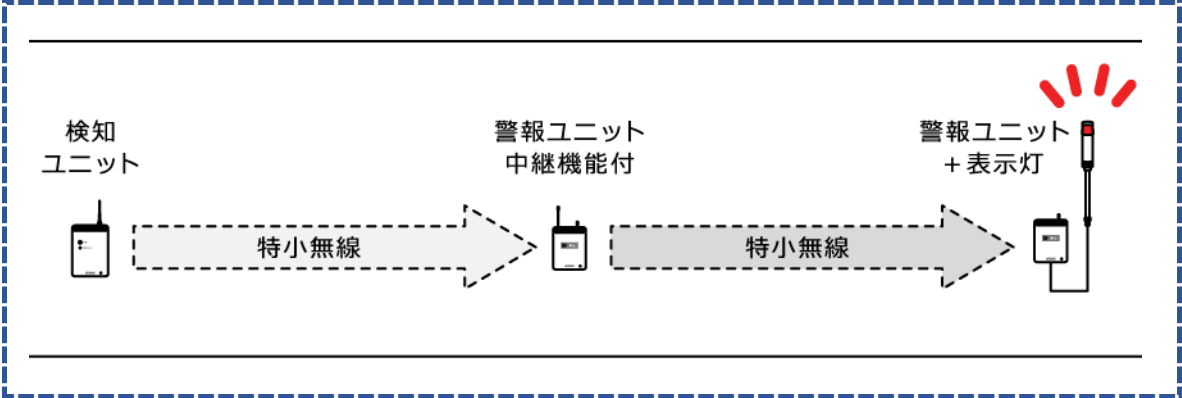 検知
ユニット
警報ユニット
中継機能付
警報ユニット
+表示灯
特小無線
特小無線